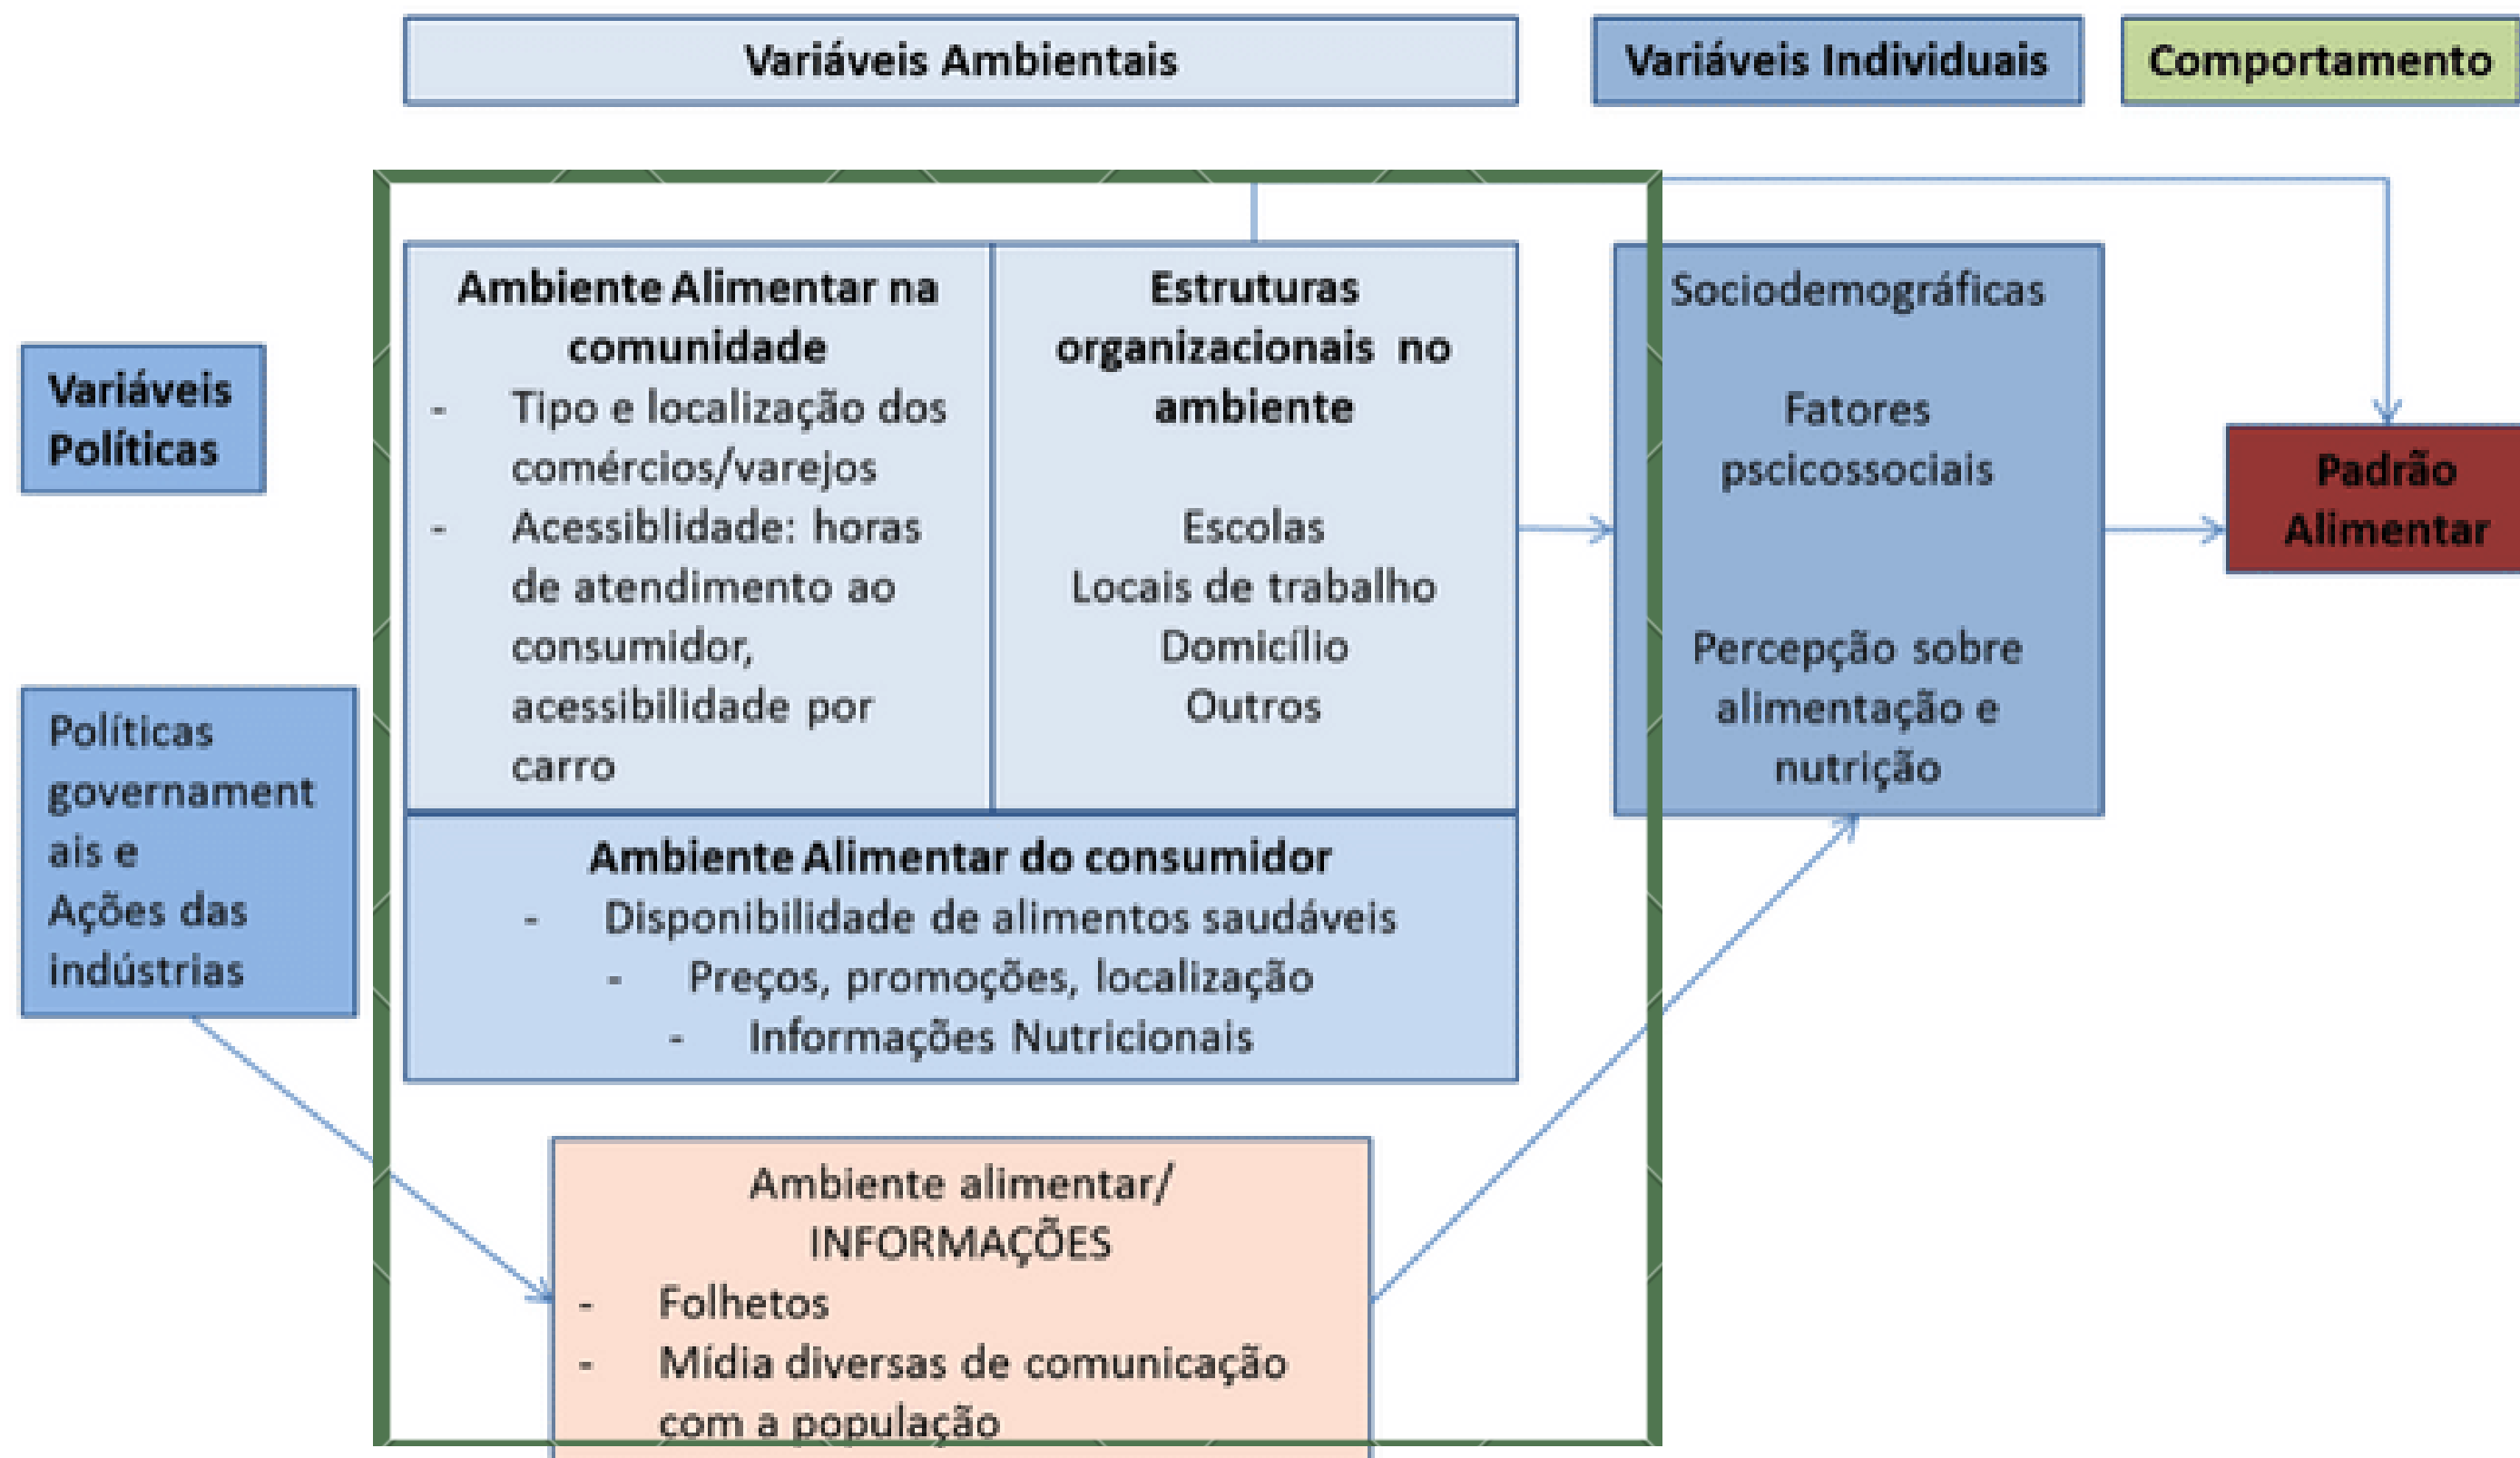 Variáveis Ambientais
Variáveis Individuais
Comportamento
Variáveis
Políticas
Políticas
governament
ais e
Ações das
indústrias
Ambiente Alimentar na
comunidade
- Tipo e localização dos
comércios/varejos
- Acessiblidade: horas
de atendimento ao
consumidor,
acessibilidade por
carro
Estruturas
organizacionais no
ambiente
Escolas
Locais de trabalho
Domicílio
Outros
Ambiente Alimentar do consumidor
- Disponibilidade de alimentos saudáveis
- Preços, promoções, localização
- Informações Nutricionais
Ambiente alimentar/
INFORMAÇÕES
- Folhetos
- Mídia diversas de comunicação
com a população
Sociodemográficas
Fatores
pscicossociais
Percepção sobre
alimentação e
nutrição
Padrão
Alimentar